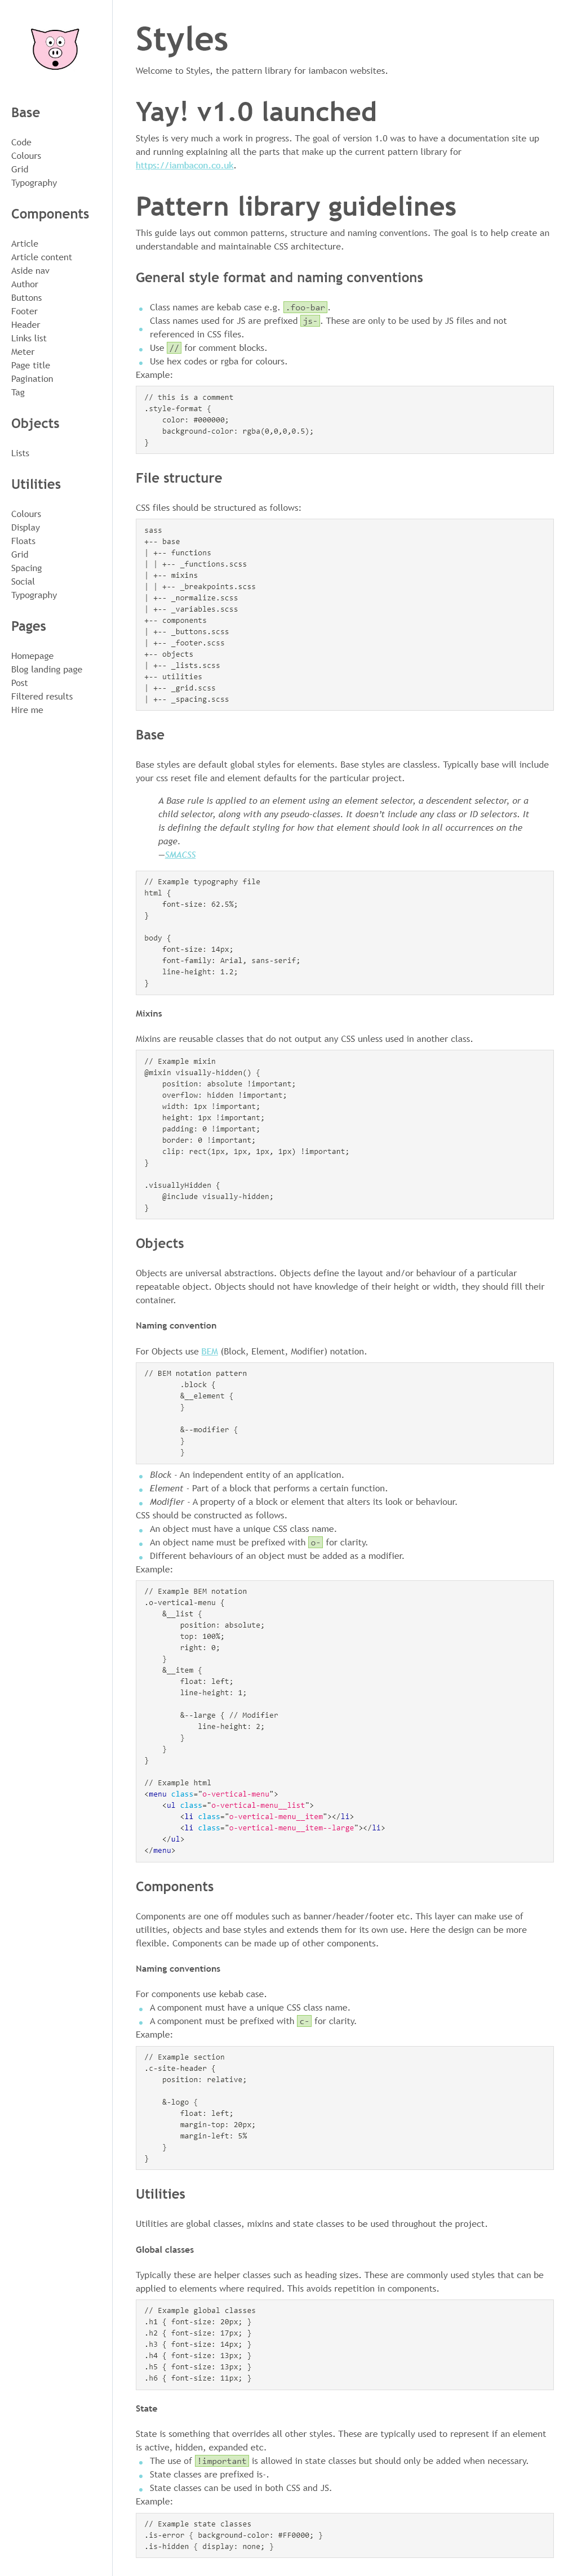 Base
Code
Colours
Grid
Typography
Components
Article
Article content
Aside nav
Author
Buttons
Footer
Header
Links list
Meter
Page title
Pagination
Tag
Objects
Lists
Utilities
Colours
Display
Floats
Grid
Spacing
Social
Typography
Pages
Homepage
Blog landing page
Post
Filtered results
Hire me
Styles
Welcome to Styles, the pattern library for iambacon websites.
Yay! v1.0 launched
Styles is very much a work in progress. The goal of version 1.0 was to have a documentation site up
and running explaining all the parts that make up the current pattern library for
https://iambacon.co.uk.
Pattern library guidelines
This guide lays out common patterns, structure and naming conventions. The goal is to help create an
understandable and maintainable CSS architecture.
General style format and naming conventions
Class names are kebab case e.g. .foo-bar.
Class names used for JS are prefixed js-. These are only to be used by JS files and not
referenced in CSS files.
Use // for comment blocks.
Use hex codes or rgba for colours.
Example:
// this is a comment
.style-format {
    color: #000000;
    background-color: rgba(0,0,0,0.5);
}
File structure
CSS files should be structured as follows:
sass
+-- base
| +-- functions
| | +-- _functions.scss
| +-- mixins
| | +-- _breakpoints.scss
| +-- _normalize.scss
| +-- _variables.scss
+-- components
| +-- _buttons.scss
| +-- _footer.scss
+-- objects
| +-- _lists.scss
+-- utilities
| +-- _grid.scss
| +-- _spacing.scss
Base
Base styles are default global styles for elements. Base styles are classless. Typically base will include
your css reset file and element defaults for the particular project.
A Base rule is applied to an element using an element selector, a descendent selector, or a
child selector, along with any pseudo-classes. It doesn't include any class or ID selectors. It
is defining the default styling for how that element should look in all occurrences on the
page.
—SMACSS
// Example typography file
html {
    font-size: 62.5%;
}
body {
    font-size: 14px;
    font-family: Arial, sans-serif;
    line-height: 1.2;
}
Mixins
Mixins are reusable classes that do not output any CSS unless used in another class.
// Example mixin
@mixin visually-hidden() {
    position: absolute !important;
    overflow: hidden !important;
    width: 1px !important;
    height: 1px !important;
    padding: 0 !important;
    border: 0 !important;
    clip: rect(1px, 1px, 1px, 1px) !important;
}
.visuallyHidden {
    @include visually-hidden;
}
Objects
Objects are universal abstractions. Objects define the layout and/or behaviour of a particular
repeatable object. Objects should not have knowledge of their height or width, they should fill their
container.
Naming convention
For Objects use BEM (Block, Element, Modifier) notation.
// BEM notation pattern
        .block {
        &__element {
        }
        &--modifier {
        }
        }
Block - An independent entity of an application.
Element - Part of a block that performs a certain function.
Modifier - A property of a block or element that alters its look or behaviour.
CSS should be constructed as follows.
An object must have a unique CSS class name.
An object name must be prefixed with o- for clarity.
Different behaviours of an object must be added as a modifier.
Example:
// Example BEM notation
.o-vertical-menu {
    &__list {
        position: absolute;
        top: 100%;
        right: 0;
    }
    &__item {
        float: left;
        line-height: 1;
        &--large { // Modifier
            line-height: 2;
        }
    }
}
// Example html
<menu class="o-vertical-menu">
    <ul class="o-vertical-menu__list">
        <li class="o-vertical-menu__item"></li>
        <li class="o-vertical-menu__item--large"></li>
    </ul>
</menu>
Components
Components are one off modules such as banner/header/footer etc. This layer can make use of
utilities, objects and base styles and extends them for its own use. Here the design can be more
flexible. Components can be made up of other components.
Naming conventions
For components use kebab case.
A component must have a unique CSS class name.
A component must be prefixed with c- for clarity.
Example:
// Example section
.c-site-header {
    position: relative;
    &-logo {
        float: left;
        margin-top: 20px;
        margin-left: 5%
    }
}
Utilities
Utilities are global classes, mixins and state classes to be used throughout the project.
Global classes
Typically these are helper classes such as heading sizes. These are commonly used styles that can be
applied to elements where required. This avoids repetition in components.
// Example global classes
.h1 { font-size: 20px; }
.h2 { font-size: 17px; }
.h3 { font-size: 14px; }
.h4 { font-size: 13px; }
.h5 { font-size: 13px; }
.h6 { font-size: 11px; }
State
State is something that overrides all other styles. These are typically used to represent if an element
is active, hidden, expanded etc.
The use of !important is allowed in state classes but should only be added when necessary.
State classes are prefixed is-.
State classes can be used in both CSS and JS.
Example:
// Example state classes
.is-error { background-color: #FF0000; }
.is-hidden { display: none; }